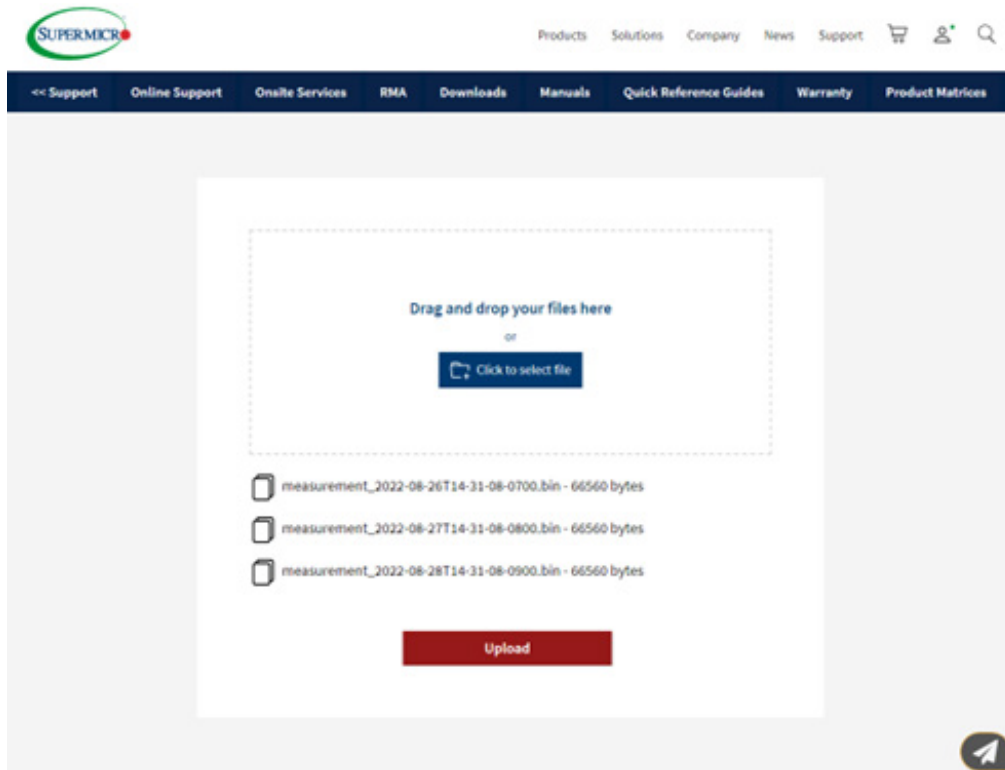 SUPERMICR
Products Solutions Company News Support
<< Support Online Support Onsite Services RMA Downloads Manuals Quick Reference Guides Warranty Product Matrices
Drag and drop your files here
or
Click to select file
measurement_2022-08-26T14-31-08-0700.bin - 66560 bytes
measurement_2022-08-27T14-31-08-0800.bin - 66560 bytes
measurement_2022-08-28T14-31-08-0900.bin - 66560 bytes
Upload